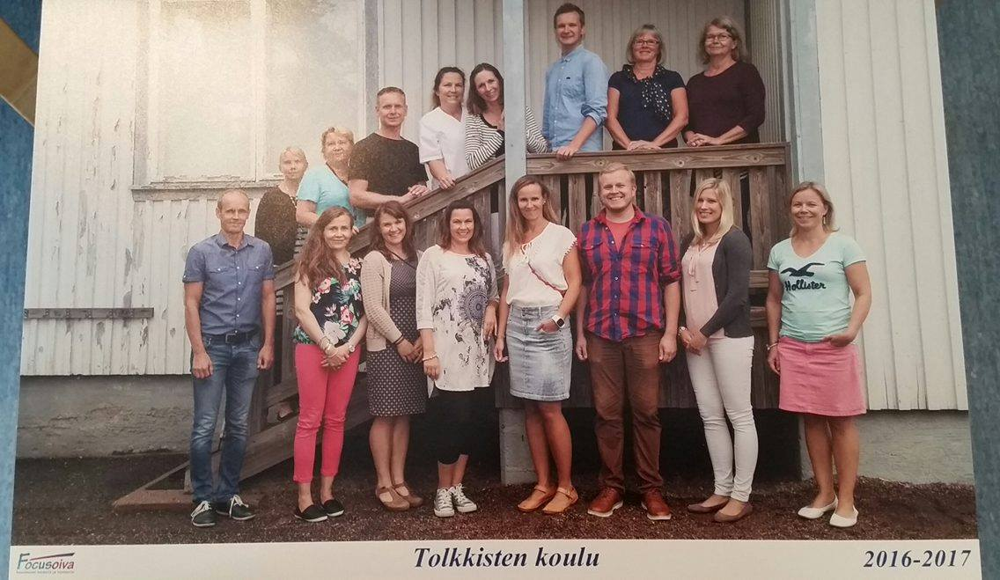 Hollister
Focusoiva
Tolkkisten koulu
2016-2017